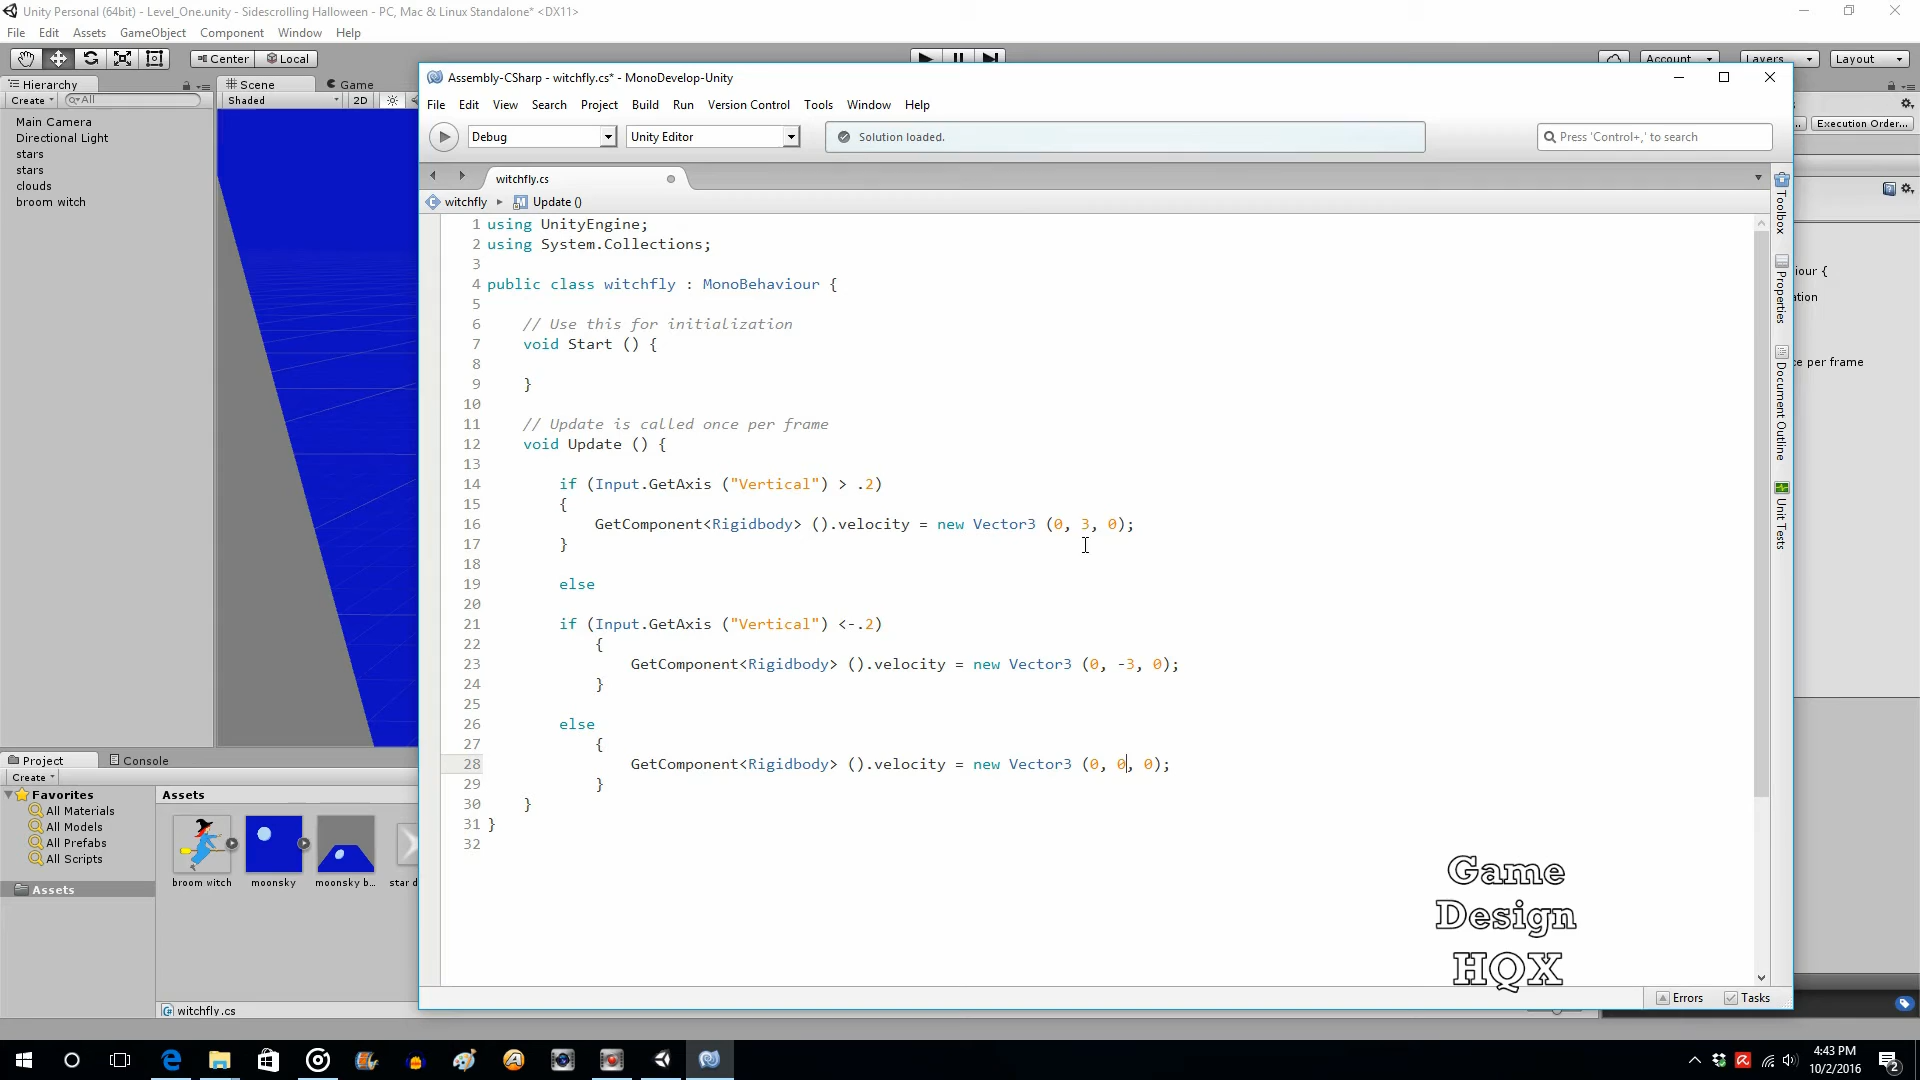 Unity Personal (64bit) - Level_One.unity - Sidescrolling Halloween - PC, Mac & Linux Standalone* <DX11>
File Edit Assets GameObject Component Window Help
Center Local Account Layers Layout
Hierarchy
Create All
Main Camera
Directional Light
stars
stars
clouds
broom witch
Scene Game
Shaded 2D
Assembly-CSharp - witchfly.cs* - MonoDevelop-Unity
File Edit View Search Project Build Run Version Control Tools Window Help
Debug Unity Editor Solution loaded. Press 'Control+,' to search
witchfly.cs
witchfly Update ()
1 using UnityEngine;
2 using System.Collections;
3
4 public class witchfly : MonoBehaviour {
5
6 // Use this for initialization
7 void Start () {
8
9 }
10
11 // Update is called once per frame
12 void Update () {
13
14 if (Input.GetAxis ("Vertical") > .2)
15 {
16 GetComponent<Rigidbody> ().velocity = new Vector3 (0, 3, 0);
17 }
18
19 else
20
21 if (Input.GetAxis ("Vertical") <-.2)
22 {
23 GetComponent<Rigidbody> ().velocity = new Vector3 (0, -3, 0);
24 }
25
26 else
27 {
28 GetComponent<Rigidbody> ().velocity = new Vector3 (0, 0, 0);
29 }
30 }
31 }
32
Toolbox
Properties
Document Outline
Unit Tests
Execution Order...
iour {
ation
ce per frame
Errors Tasks
Project Console
Create
Favorites
All Materials
All Models
All Prefabs
All Scripts
Assets
Assets
broom witch moonsky moonsky b... star d
witchfly.cs
Game
Design
HQX
4:43 PM
10/2/2016
2